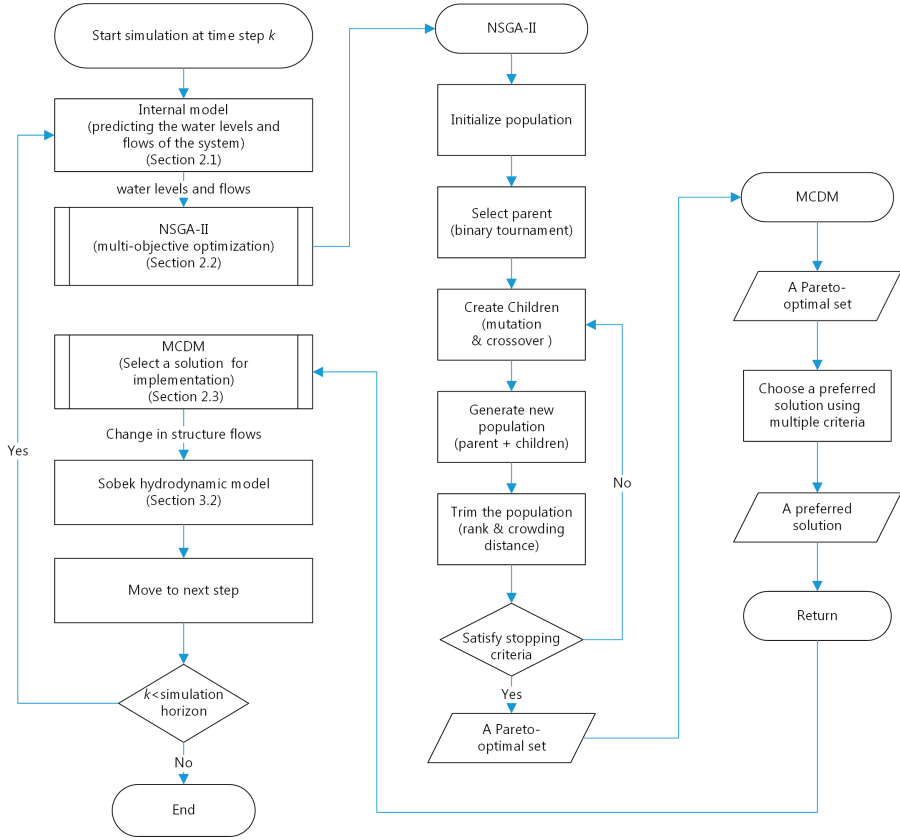 Start simulation at time step k
Internal model
(predicting the water levels and
flows of the system)
(Section 2.1)
water levels and flows
NSGA-II
(multi-objective optimization)
(Section 2.2)
MCDM
(Select a solution for
implementation)
(Section 2.3)
Change in structure flows
Sobek hydrodynamic model
(Section 3.2)
Move to next step
k<simulation
horizon
Yes
No
End
NSGA-II
Initialize population
Select parent
(binary tournament)
Create Children
(mutation
& crossover )
Generate new
population
(parent + children)
Trim the population
(rank & crowding
distance)
Satisfy stopping
criteria
No
Yes
A Pareto-
optimal set
MCDM
A Pareto-
optimal set
Choose a preferred
solution using
multiple criteria
A preferred
solution
Return